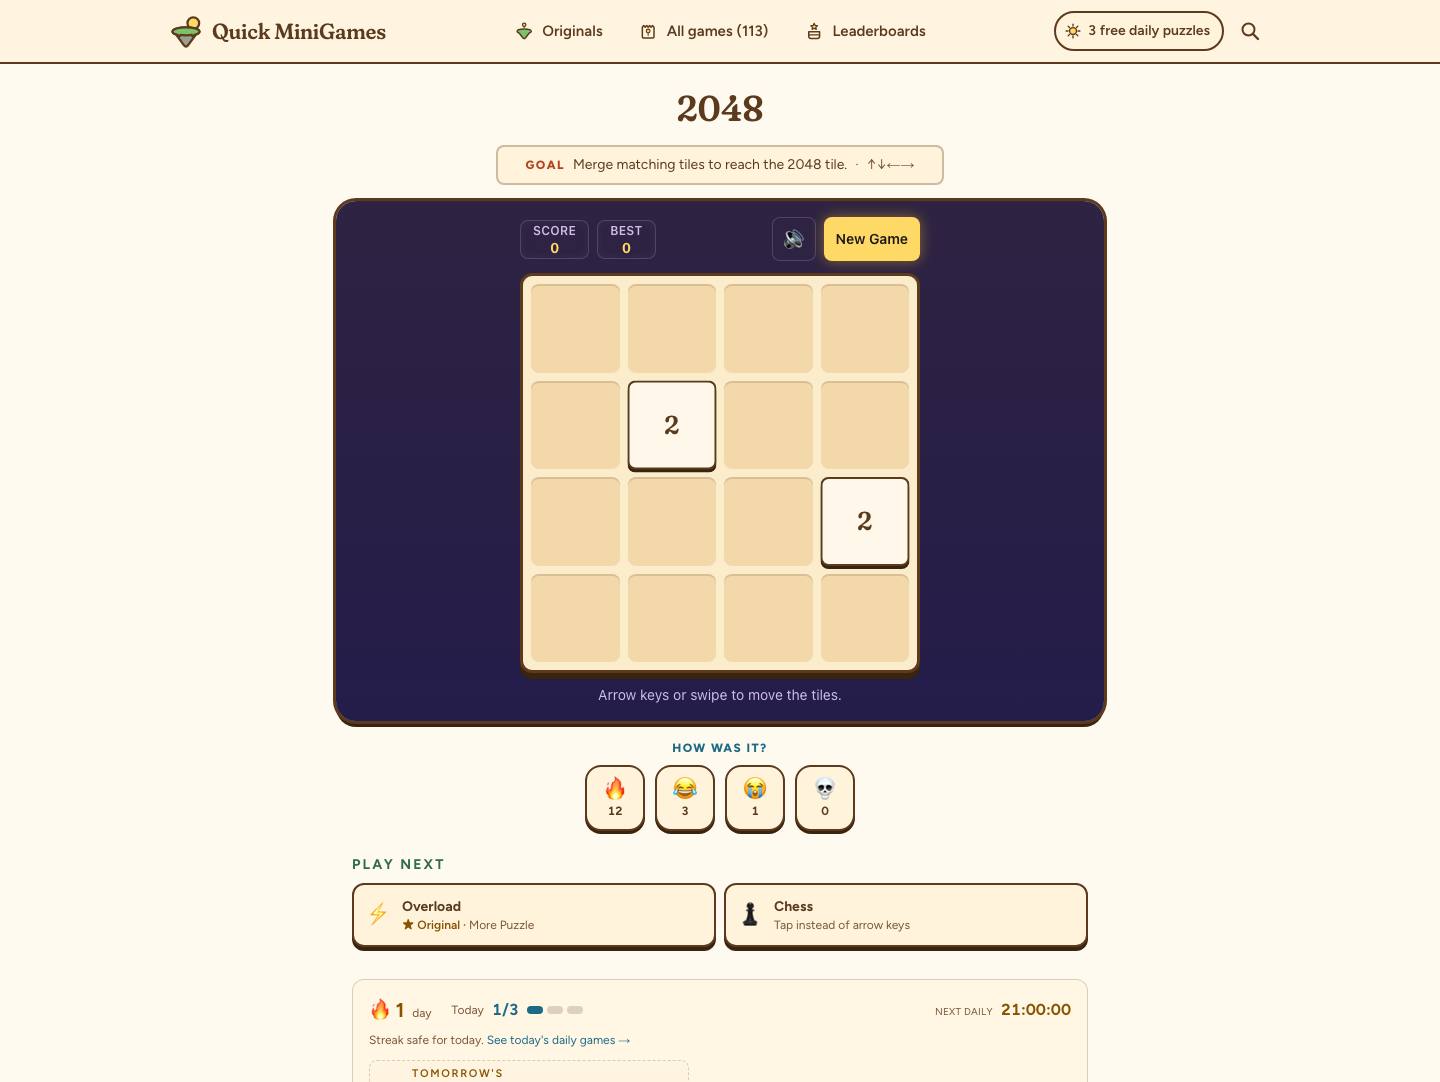 Quick MiniGames
Originals
All games (113)
Leaderboards
3 free daily puzzles
2048
GOAL Merge matching tiles to reach the 2048 tile. · ↑↓←→
SCORE
0
BEST
0
New Game
2
2
Arrow keys or swipe to move the tiles.
HOW WAS IT?
12
3
1
0
PLAY NEXT
Overload
★ Original · More Puzzle
Chess
Tap instead of arrow keys
1 day
Today 1/3
NEXT DAILY 21:00:00
Streak safe for today. See today's daily games →
TOMORROW'S